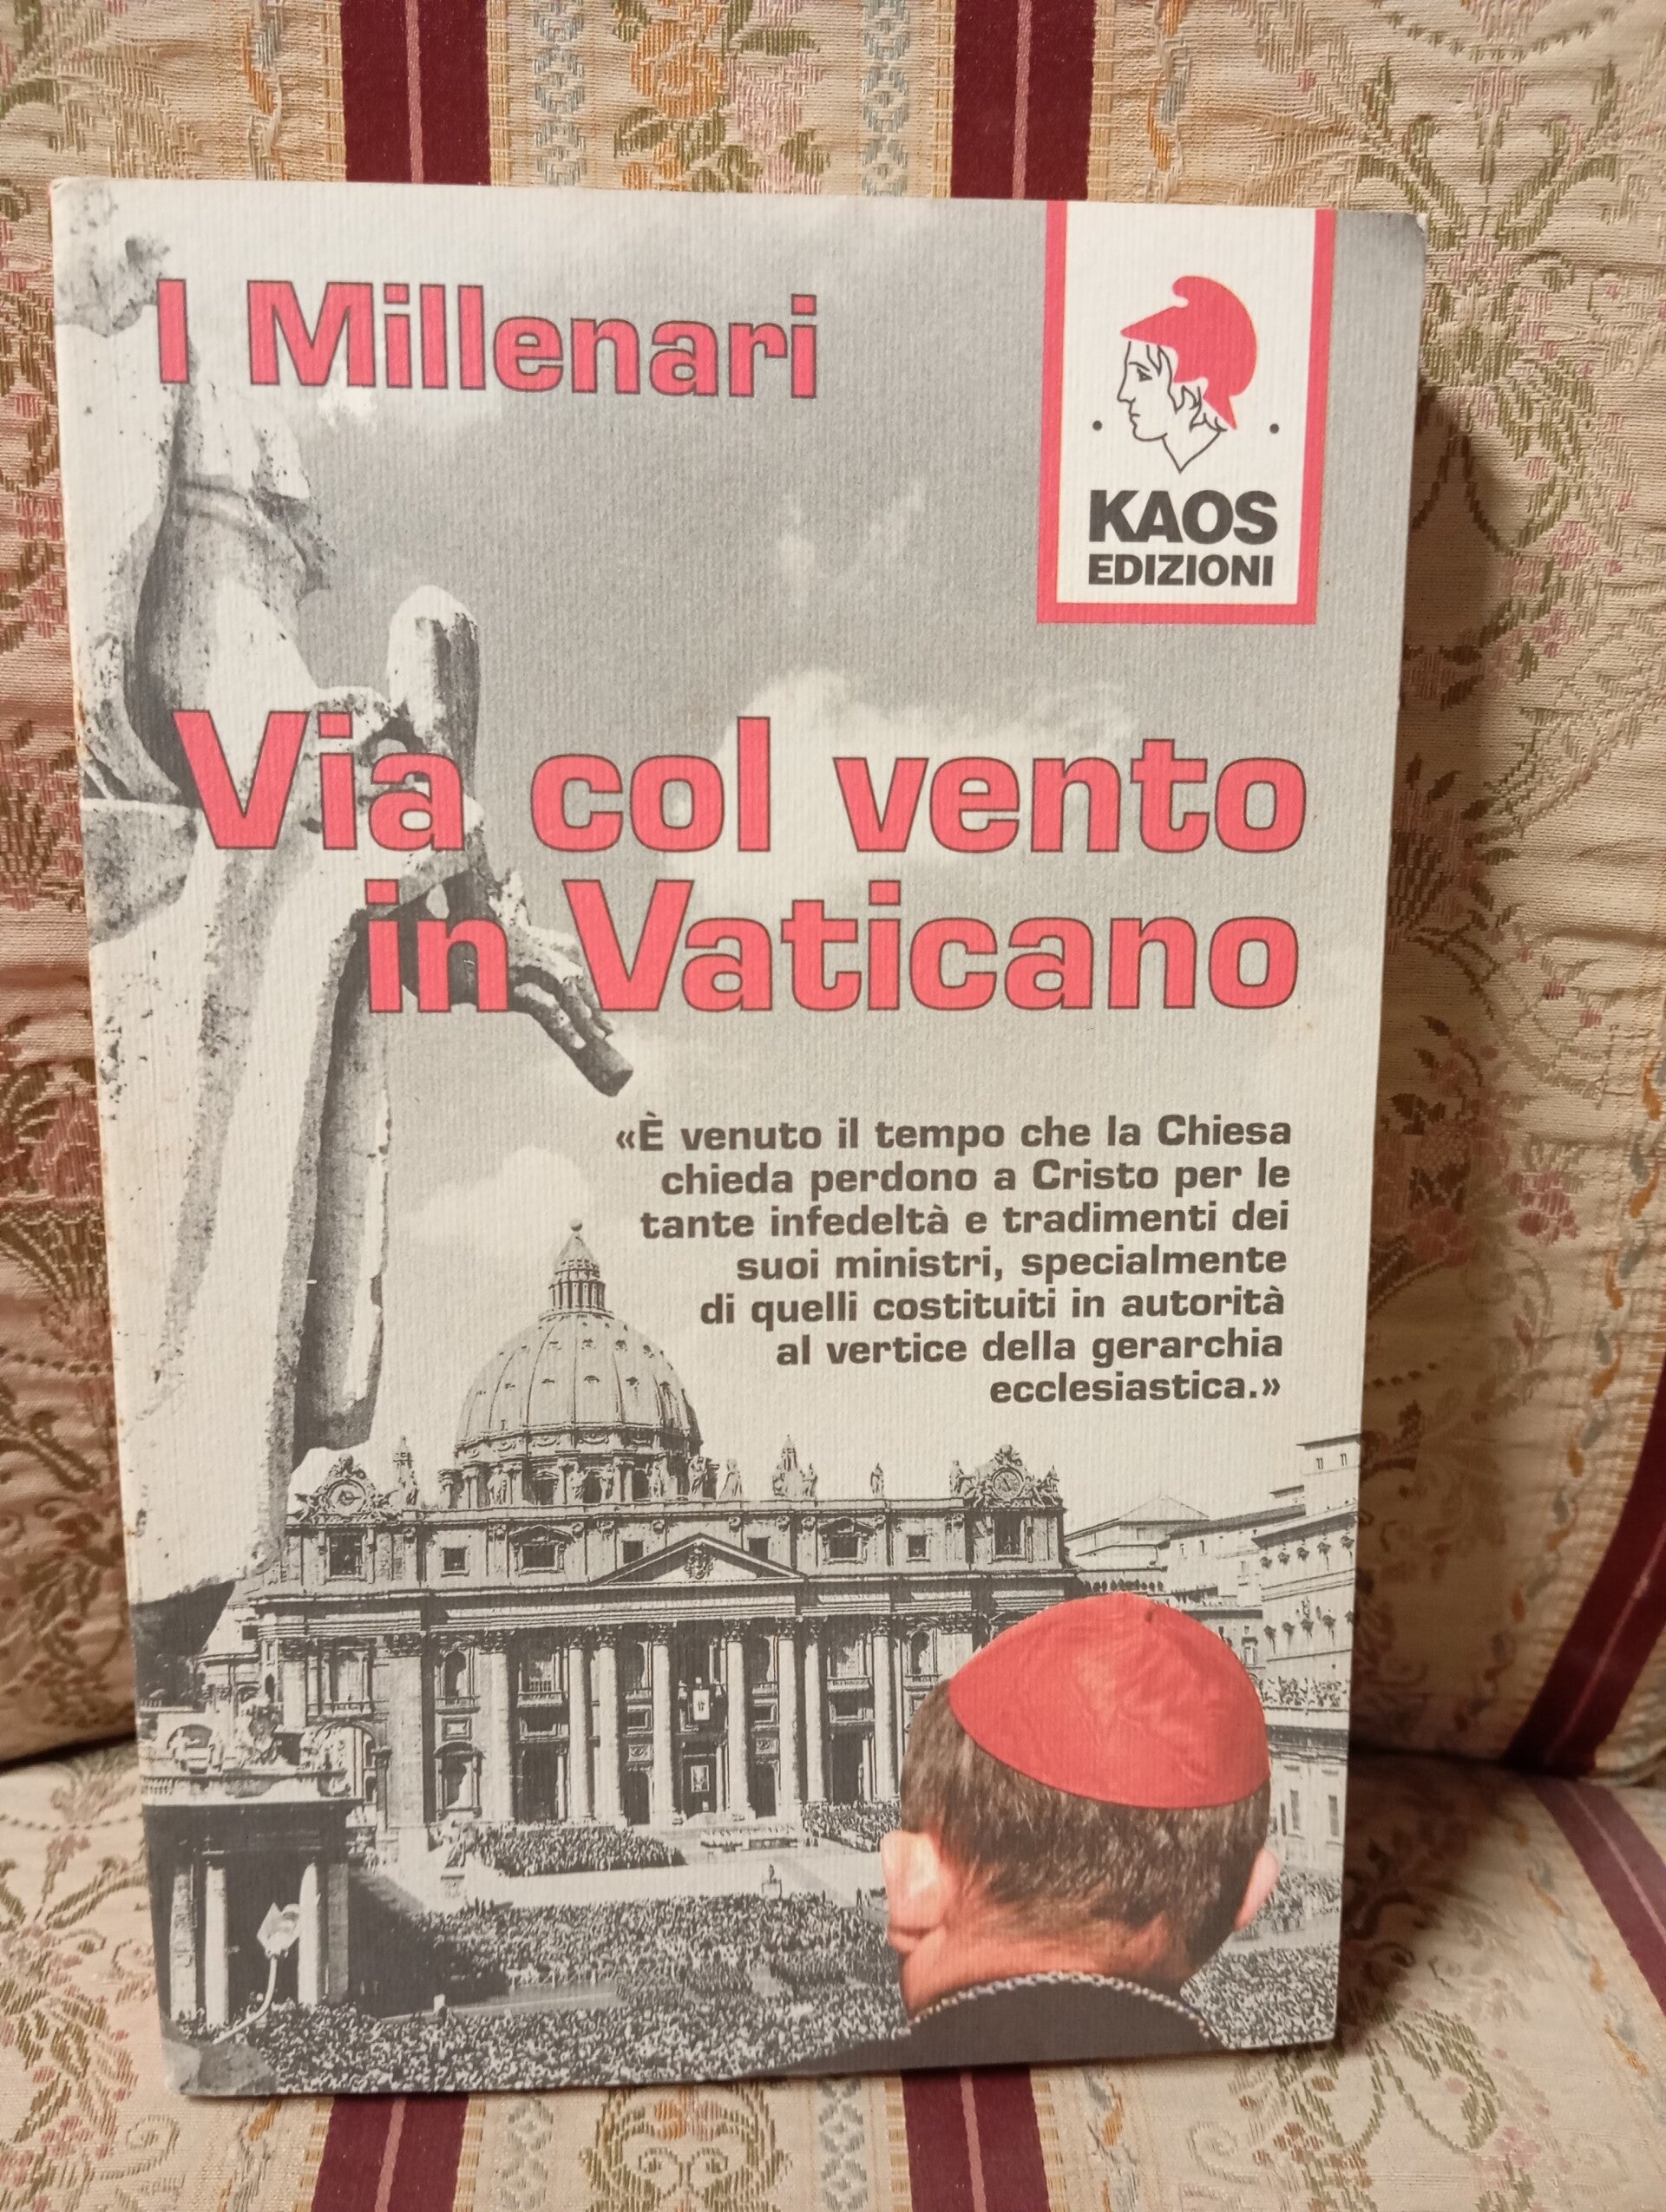 I Millenari
KAOS
EDIZIONI
Via col vento
in Vaticano
«È venuto il tempo che la Chiesa
chieda perdono a Cristo per le
tante infedeltà e tradimenti dei
suoi ministri, specialmente
di quelli costituiti in autorità
al vertice della gerarchia
ecclesiastica.»